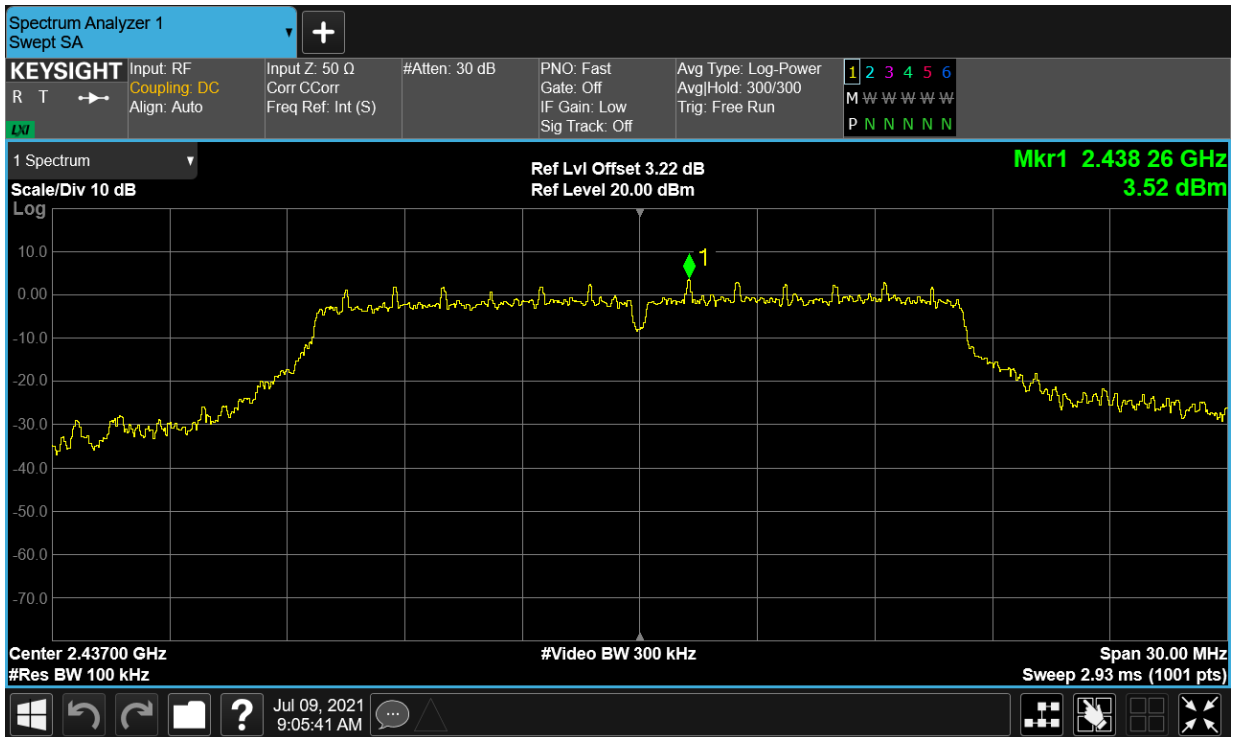 Spectrum Analyzer 1
Swept SA
▼
+
KEYSIGHT
R T
LXI
Input: RF
Coupling: DC
Align: Auto
Input Z: 50 Ω
Corr CCorr
Freq Ref: Int (S)
#Atten: 30 dB
PNO: Fast
Gate: Off
IF Gain: Low
Sig Track: Off
Avg Type: Log-Power
Avg|Hold: 300/300
Trig: Free Run
1 2 3 4 5 6
M W W W W W
P N N N N N
1 Spectrum ▼
Scale/Div 10 dB
Log
Ref Lvl Offset 3.22 dB
Ref Level 20.00 dBm
Mkr1 2.438 26 GHz
3.52 dBm
1
10.0
0.00
-10.0
-20.0
-30.0
-40.0
-50.0
-60.0
-70.0
Center 2.43700 GHz
#Res BW 100 kHz
#Video BW 300 kHz
Span 30.00 MHz
Sweep 2.93 ms (1001 pts)
?
Jul 09, 2021
9:05:41 AM